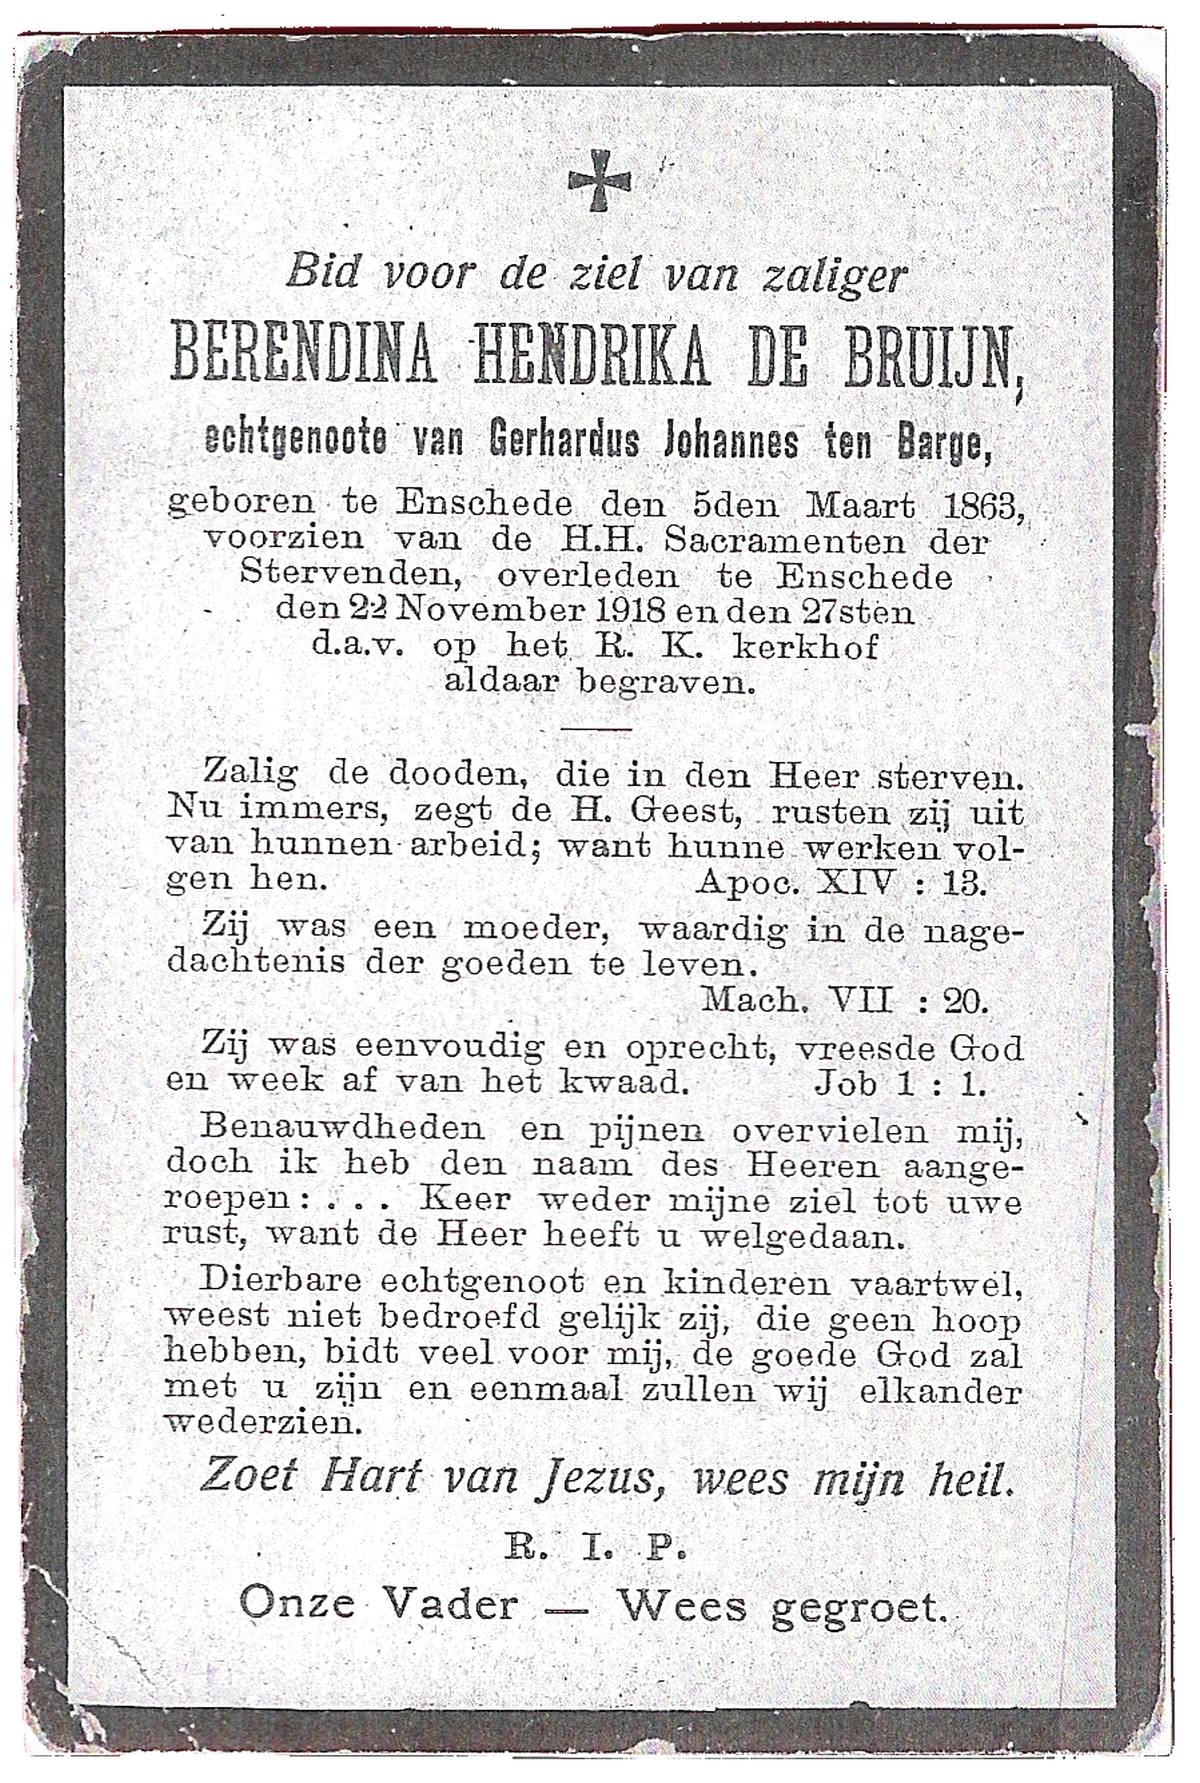 Bid voor de ziel van zaliger
BERENDINA HENDRIKA DE BRUIJN,
echtgenoote van Gerhardus Johannes ten Barge,
geboren te Enschede den 5den Maart 1863,
voorzien van de H.H. Sacramenten der
Stervenden, overleden te Enschede
den 22 November 1918 en den 27sten
d.a.v. op het R. K. kerkhof
aldaar begraven.
Zalig de dooden, die in den Heer sterven.
Nu immers, zegt de H. Geest, rusten zij uit
van hunnen arbeid; want hunne werken vol-
gen hen. Apoc. XIV : 13.
Zij was een moeder, waardig in de nage-
dachtenis der goeden te leven.
Mach. VII : 20.
Zij was eenvoudig en oprecht, vreesde God
en week af van het kwaad. Job 1 : 1.
Benauwdheden en pijnen overvielen mij,
doch ik heb den naam des Heeren aange-
roepen : . . . Keer weder mijne ziel tot uwe
rust, want de Heer heeft u welgedaan.
Dierbare echtgenoot en kinderen vaartwel,
weest niet bedroefd gelijk zij, die geen hoop
hebben, bidt veel voor mij, de goede God zal
met u zijn en eenmaal zullen wij elkander
wederzien.
Zoet Hart van Jezus, wees mijn heil.
R. I. P.
Onze Vader — Wees gegroet.